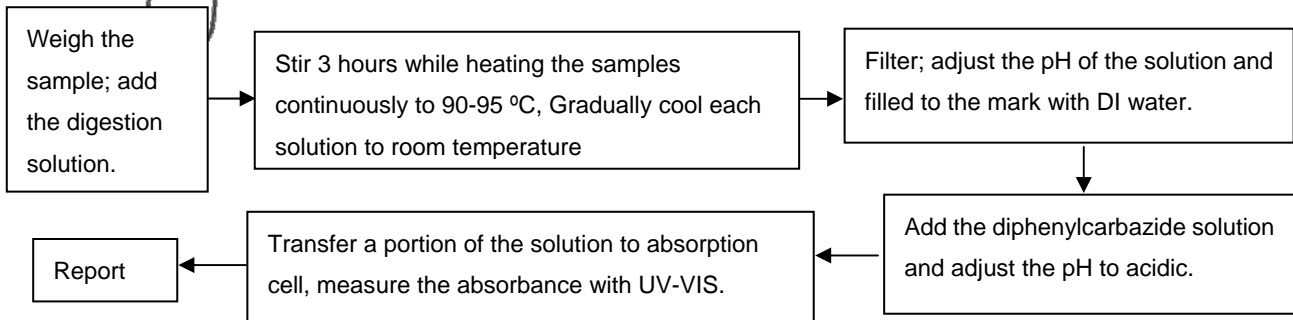 Weigh the
sample; add
the digestion
solution.
Stir 3 hours while heating the samples
continuously to 90-95 ºC, Gradually cool each
solution to room temperature
Filter; adjust the pH of the solution and
filled to the mark with DI water.
Add the diphenylcarbazide solution
and adjust the pH to acidic.
Transfer a portion of the solution to absorption
cell, measure the absorbance with UV-VIS.
Report